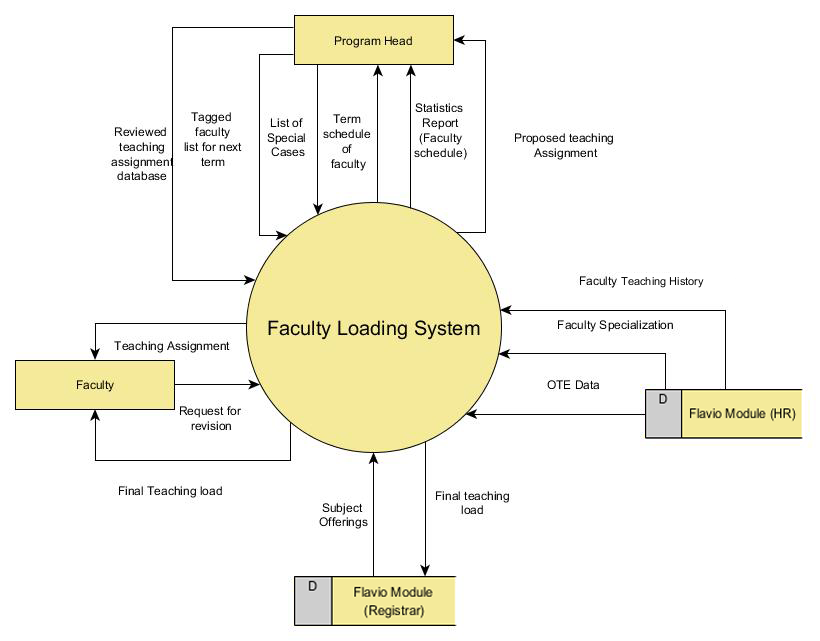 Program Head
Reviewed
teaching
assignment
database
Tagged
faculty
list for next
term
List of
Special
Cases
Term
schedule
of
faculty
Statistics
Report
(Faculty
schedule)
Proposed teaching
Assignment
Faculty Teaching History
Faculty Loading System
Faculty Specialization
Teaching Assignment
Faculty
OTE Data
D
Flavio Module (HR)
Request for
revision
Final Teaching load
Subject
Offerings
Final teaching
load
D
Flavio Module
(Registrar)